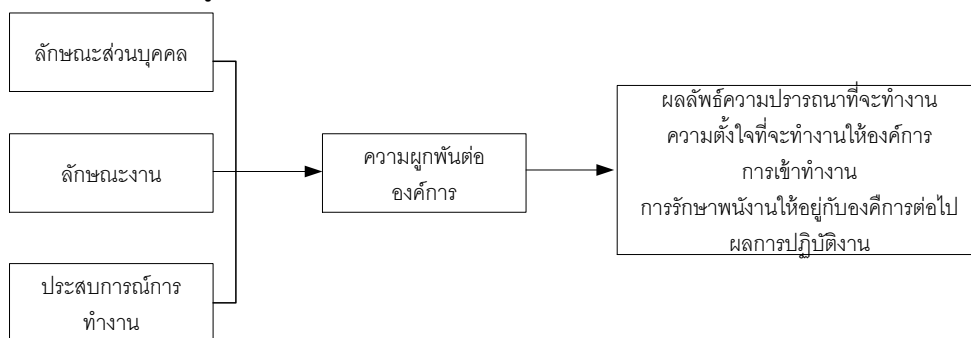 ลักษณะส่วนบุคคล
ลักษณะงาน
ประสบการณ์การ
ทำงาน
ความผูกพันต่อ
องค์การ
ผลลัพธ์ความปรารถนาที่จะทำงาน
ความตั้งใจที่จะทำงานให้องค์การ
การเข้าทำงาน
การรักษาพนังานให้อยู่กับองคืการต่อไป
ผลการปฏิบัติงาน